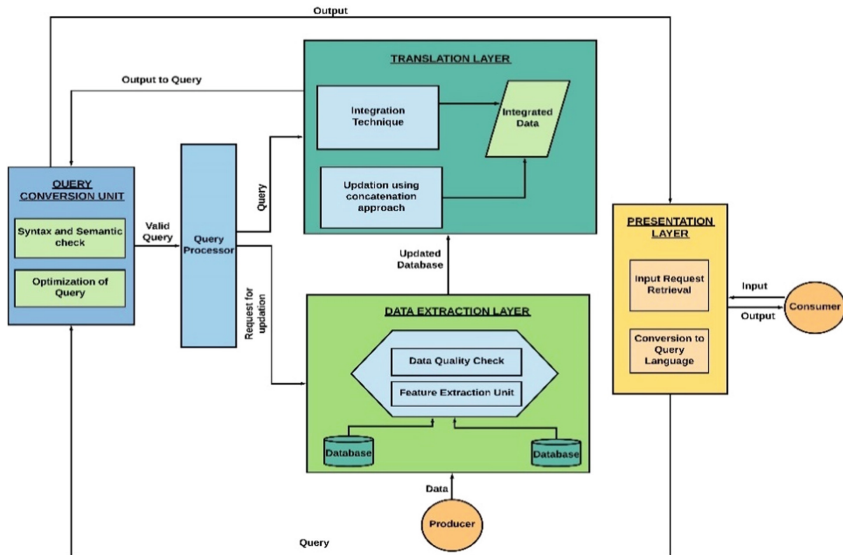 Output
TRANSLATION LAYER
Output to Query
Integration
Technique
Integrated
Data
QUERY
CONVERSION UNIT
Updation using
concatenation
approach
Syntax and Semantic
check
Valid
Query
Query
Processor
Query
PRESENTATION
LAYER
Updated
Database
Optimization of
Query
Request for
updation
Input Request
Retrieval
Input
Output
Consumer
DATA EXTRACTION LAYER
Conversion to
Query
Language
Data Quality Check
Feature Extraction Unit
Database
Database
Data
Producer
Query